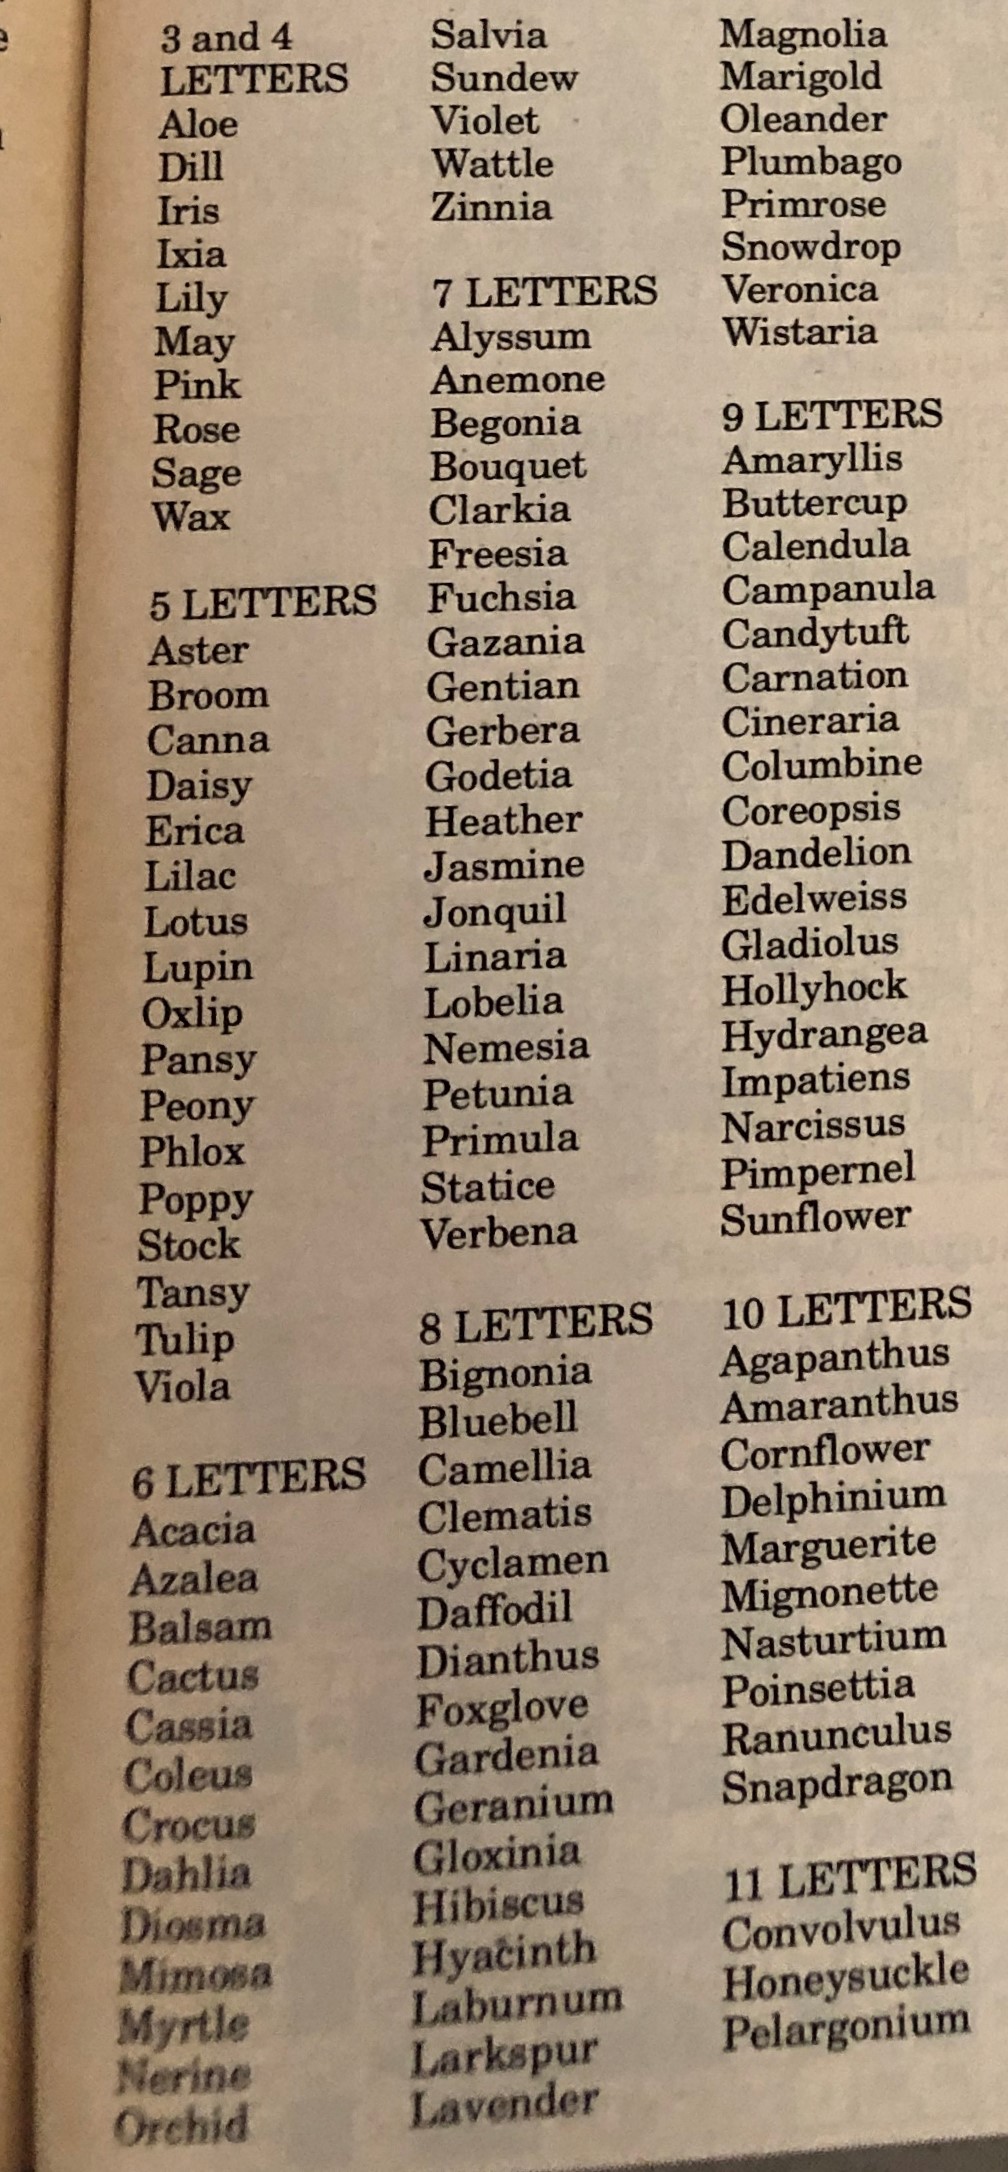 3 and 4
LETTERS
Aloe
Dill
Iris
Ixia
Lily
May
Pink
Rose
Sage
Wax
5 LETTERS
Aster
Broom
Canna
Daisy
Erica
Lilac
Lotus
Lupin
Oxlip
Pansy
Peony
Phlox
Poppy
Stock
Tansy
Tulip
Viola
6 LETTERS
Acacia
Azalea
Balsam
Cactus
Cassia
Coleus
Crocus
Dahlia
Diosma
Mimosa
Myrtle
Nerine
Orchid
Salvia
Sundew
Violet
Wattle
Zinnia
7 LETTERS
Alyssum
Anemone
Begonia
Bouquet
Clarkia
Freesia
Fuchsia
Gazania
Gentian
Gerbera
Godetia
Heather
Jasmine
Jonquil
Linaria
Lobelia
Nemesia
Petunia
Primula
Statice
Verbena
8 LETTERS
Bignonia
Bluebell
Camellia
Clematis
Cyclamen
Daffodil
Dianthus
Foxglove
Gardenia
Geranium
Gloxinia
Hibiscus
Hyacinth
Laburnum
Larkspur
Lavender
Magnolia
Marigold
Oleander
Plumbago
Primrose
Snowdrop
Veronica
Wistaria
9 LETTERS
Amaryllis
Buttercup
Calendula
Campanula
Candytuft
Carnation
Cineraria
Columbine
Coreopsis
Dandelion
Edelweiss
Gladiolus
Hollyhock
Hydrangea
Impatiens
Narcissus
Pimpernel
Sunflower
10 LETTERS
Agapanthus
Amaranthus
Cornflower
Delphinium
Marguerite
Mignonette
Nasturtium
Poinsettia
Ranunculus
Snapdragon
11 LETTERS
Convolvulus
Honeysuckle
Pelargonium